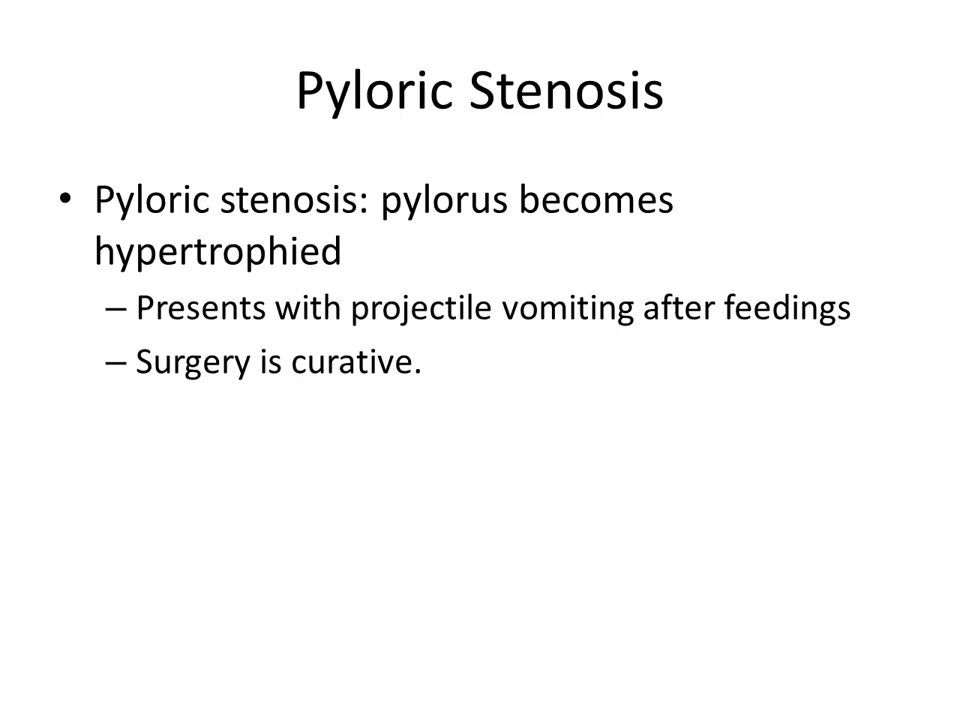 Pyloric Stenosis
• Pyloric stenosis: pylorus becomes
hypertrophied
– Presents with projectile vomiting after feedings
– Surgery is curative.